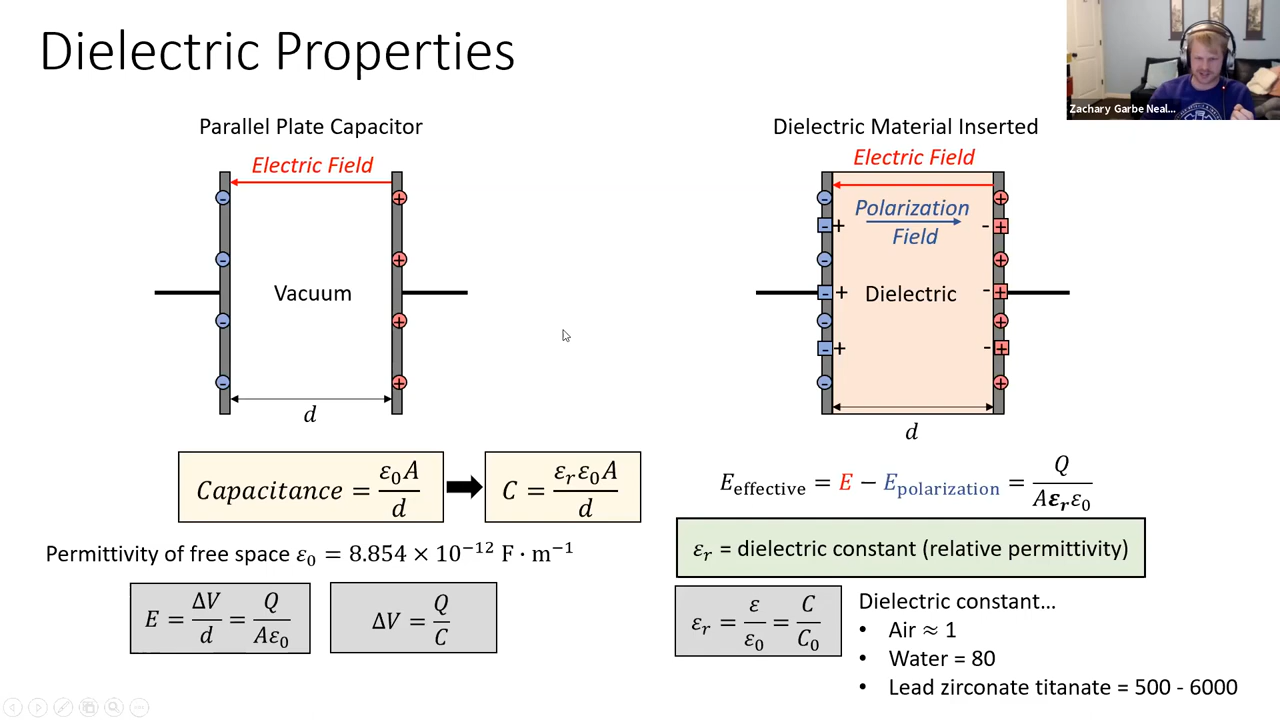 Dielectric Properties
Zachary Garbe Neal...
Parallel Plate Capacitor
Electric Field
- +
- +
- +
- +
Vacuum
d
Dielectric Material Inserted
Electric Field
Polarization
Field
- +
- + - +
- +
- + - +
- +
- + - +
- +
Dielectric
d
Capacitance = ε₀A / d
C = εᵣε₀A / d
Permittivity of free space ε₀ = 8.854 × 10⁻¹² F · m⁻¹
E = ΔV / d = Q / Aε₀
ΔV = Q / C
E_effective = E − E_polarization = Q / Aεᵣε₀
εᵣ = dielectric constant (relative permittivity)
εᵣ = ε / ε₀ = C / C₀
Dielectric constant...
• Air ≈ 1
• Water = 80
• Lead zirconate titanate = 500 - 6000